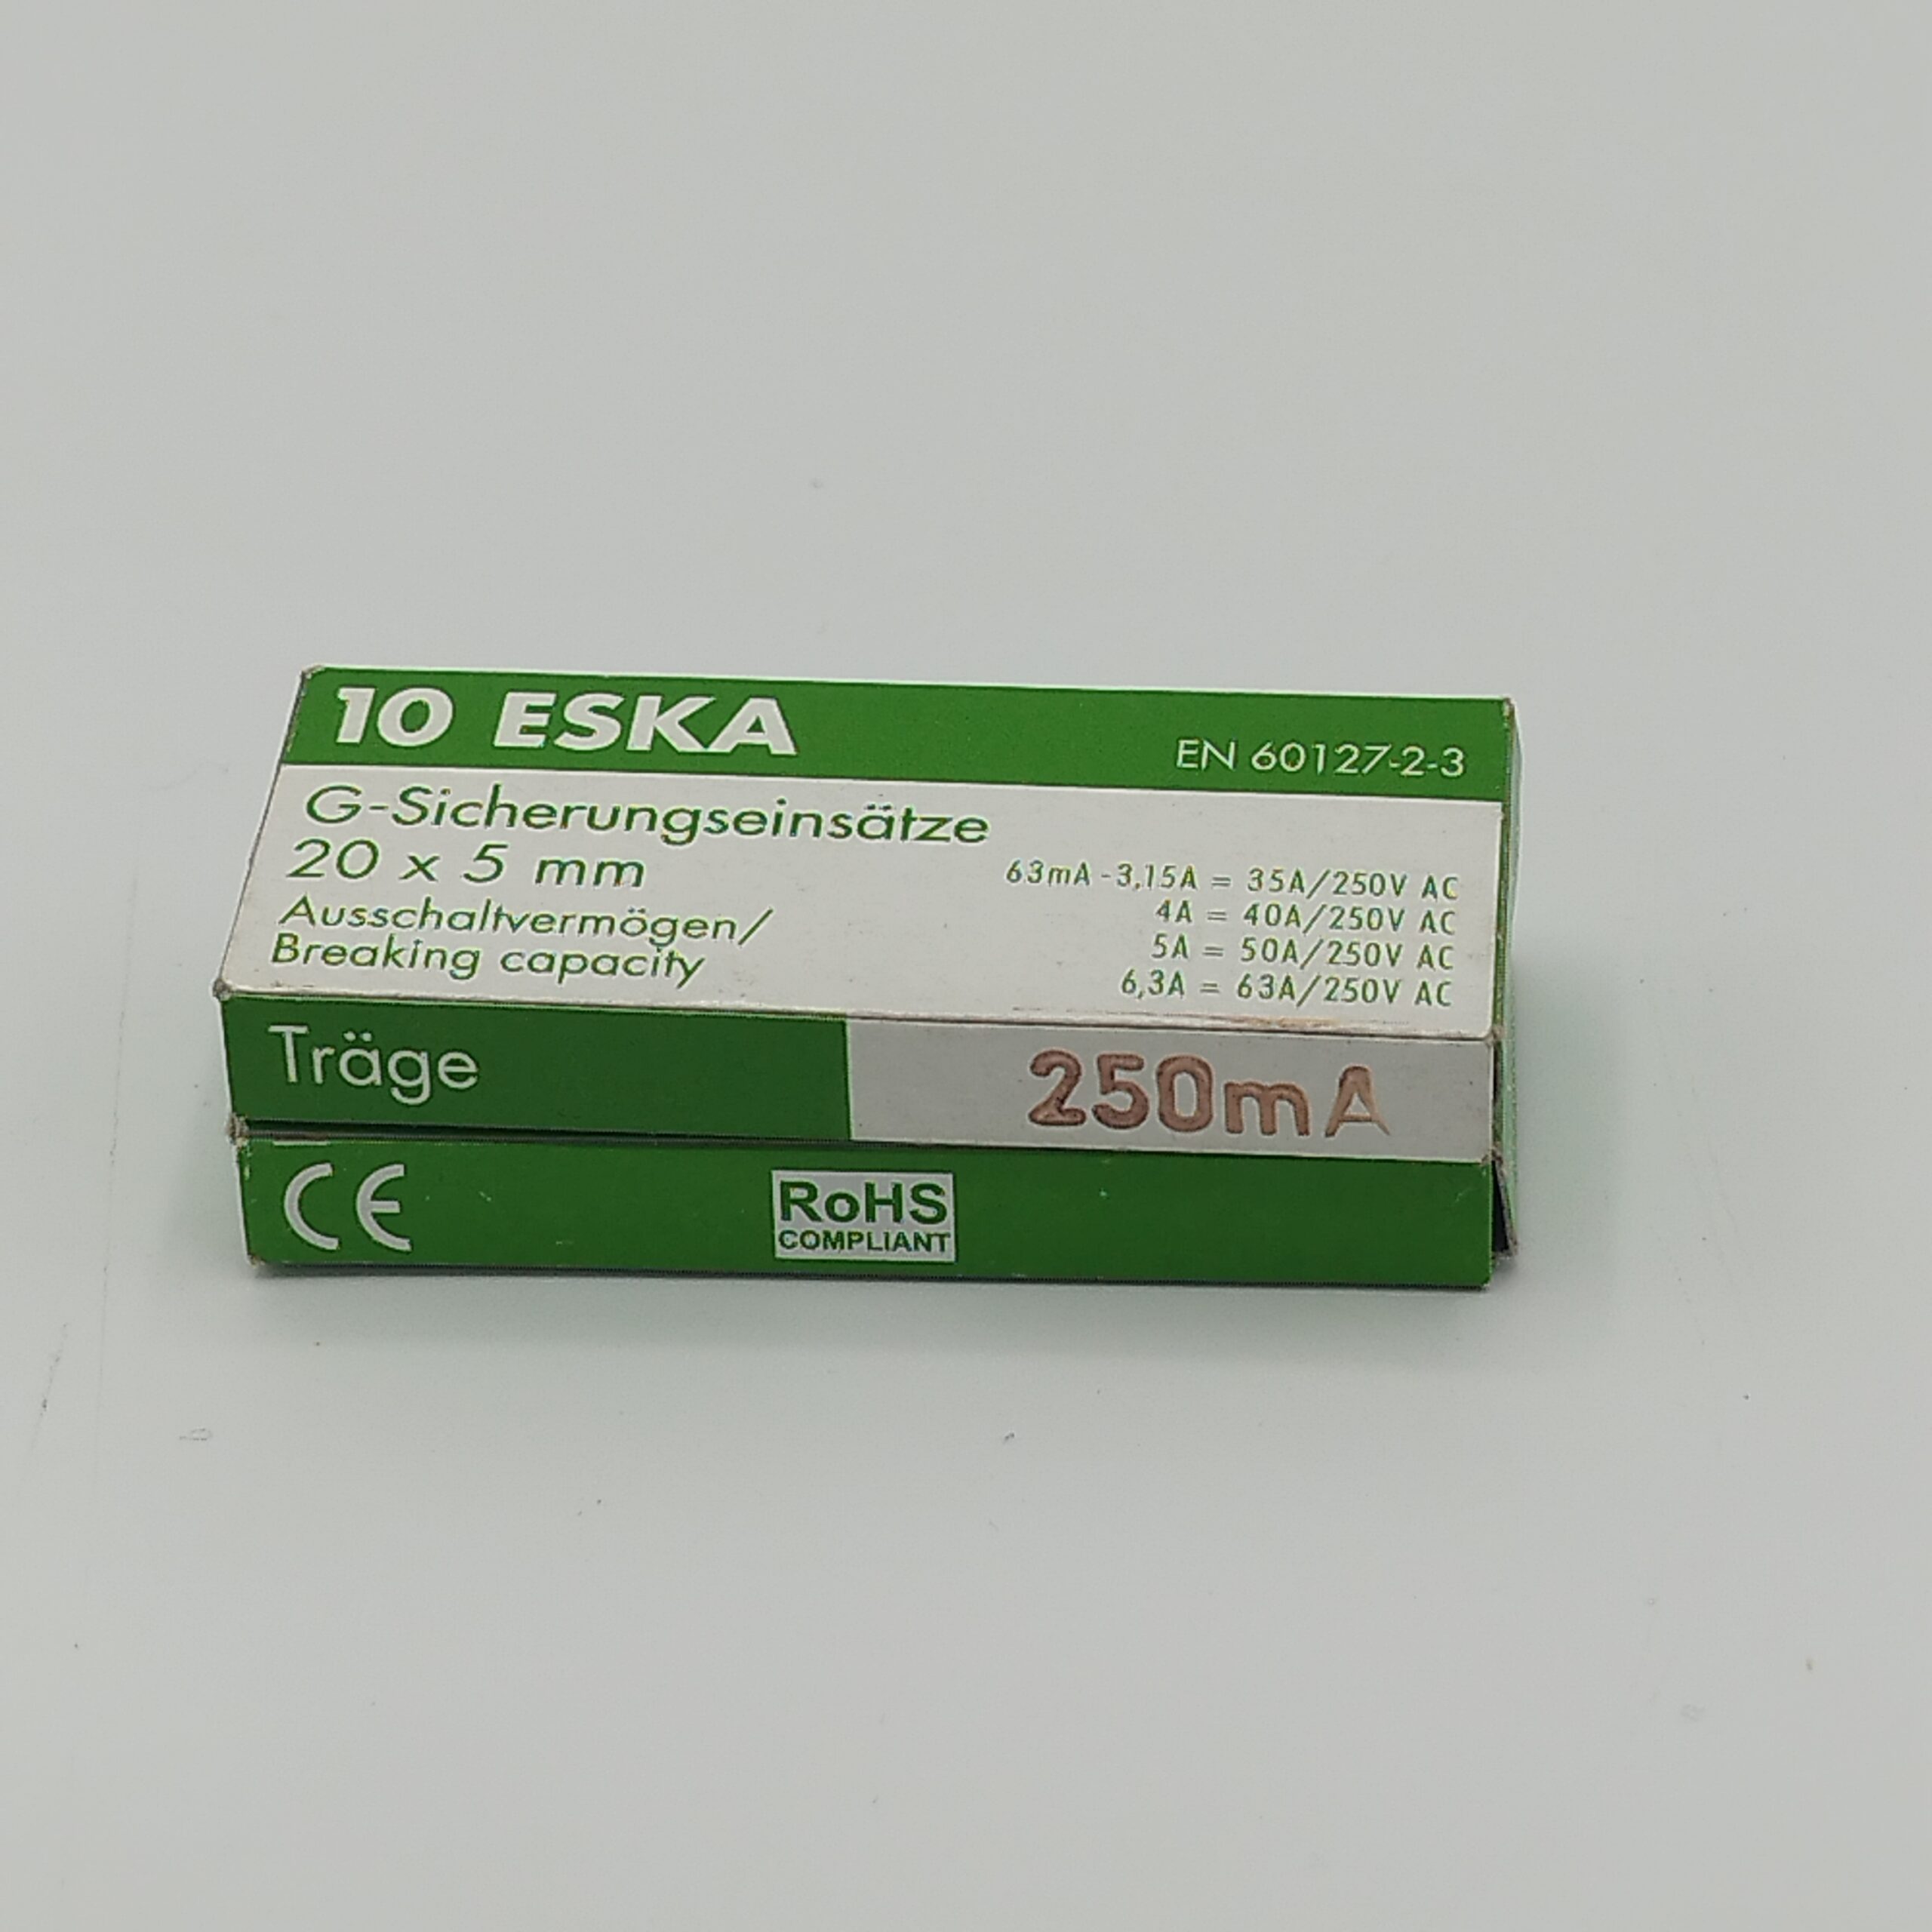 10 ESKA
EN 60127-2-3
G-Sicherungseinsätze
20 x 5 mm
Ausschaltvermögen/
Breaking capacity
63mA-3,15A = 35A/250V AC
4A = 40A/250V AC
5A = 50A/250V AC
6,3A = 63A/250V AC
Träge
250mA
CE
RoHS
COMPLIANT